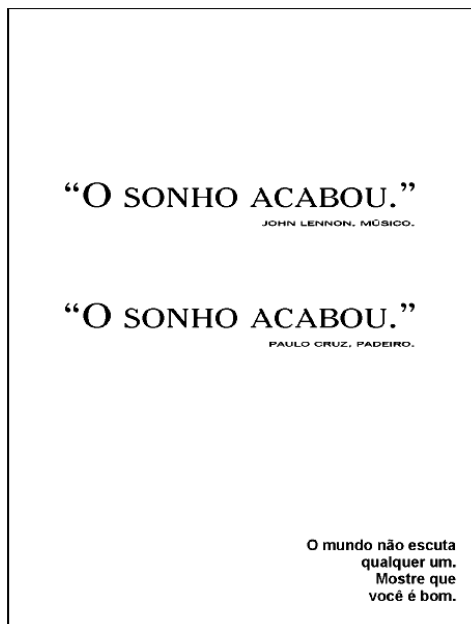 “O SONHO ACABOU.”
JOHN LENNON, MÚSICO.
“O SONHO ACABOU.”
PAULO CRUZ, PADEIRO.
O mundo não escuta
qualquer um.
Mostre que
você é bom.